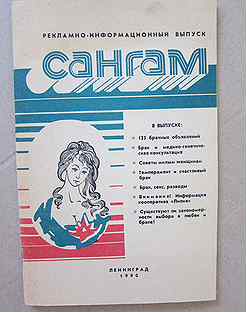 РЕКЛАМНО-ИНФОРМАЦИОННЫЙ ВЫПУСК
сангам
В ВЫПУСКЕ:
125 брачных объявлений
Брак и медико-генетиче-
ская консультация
Советы милым женщинам
Темперамент и счастливый
брак
Брак, секс, разводы
Внимание! Информация
кооператива «Лилия»
Существуют ли закономер-
ности выбора в любви и
браке?
ЛЕНИНГРАД
1990